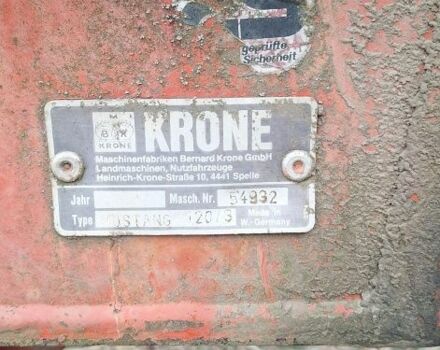 geprüfte
Sicherheit
M
B K
KRONE
KRONE
Maschinenfabriken Bernard Krone GmbH
Landmaschinen, Nutzfahrzeuge
Heinrich-Krone-Straße 10, 4441 Spelle
Jahr Masch. Nr. 54932
Type Made in
W.-Germany